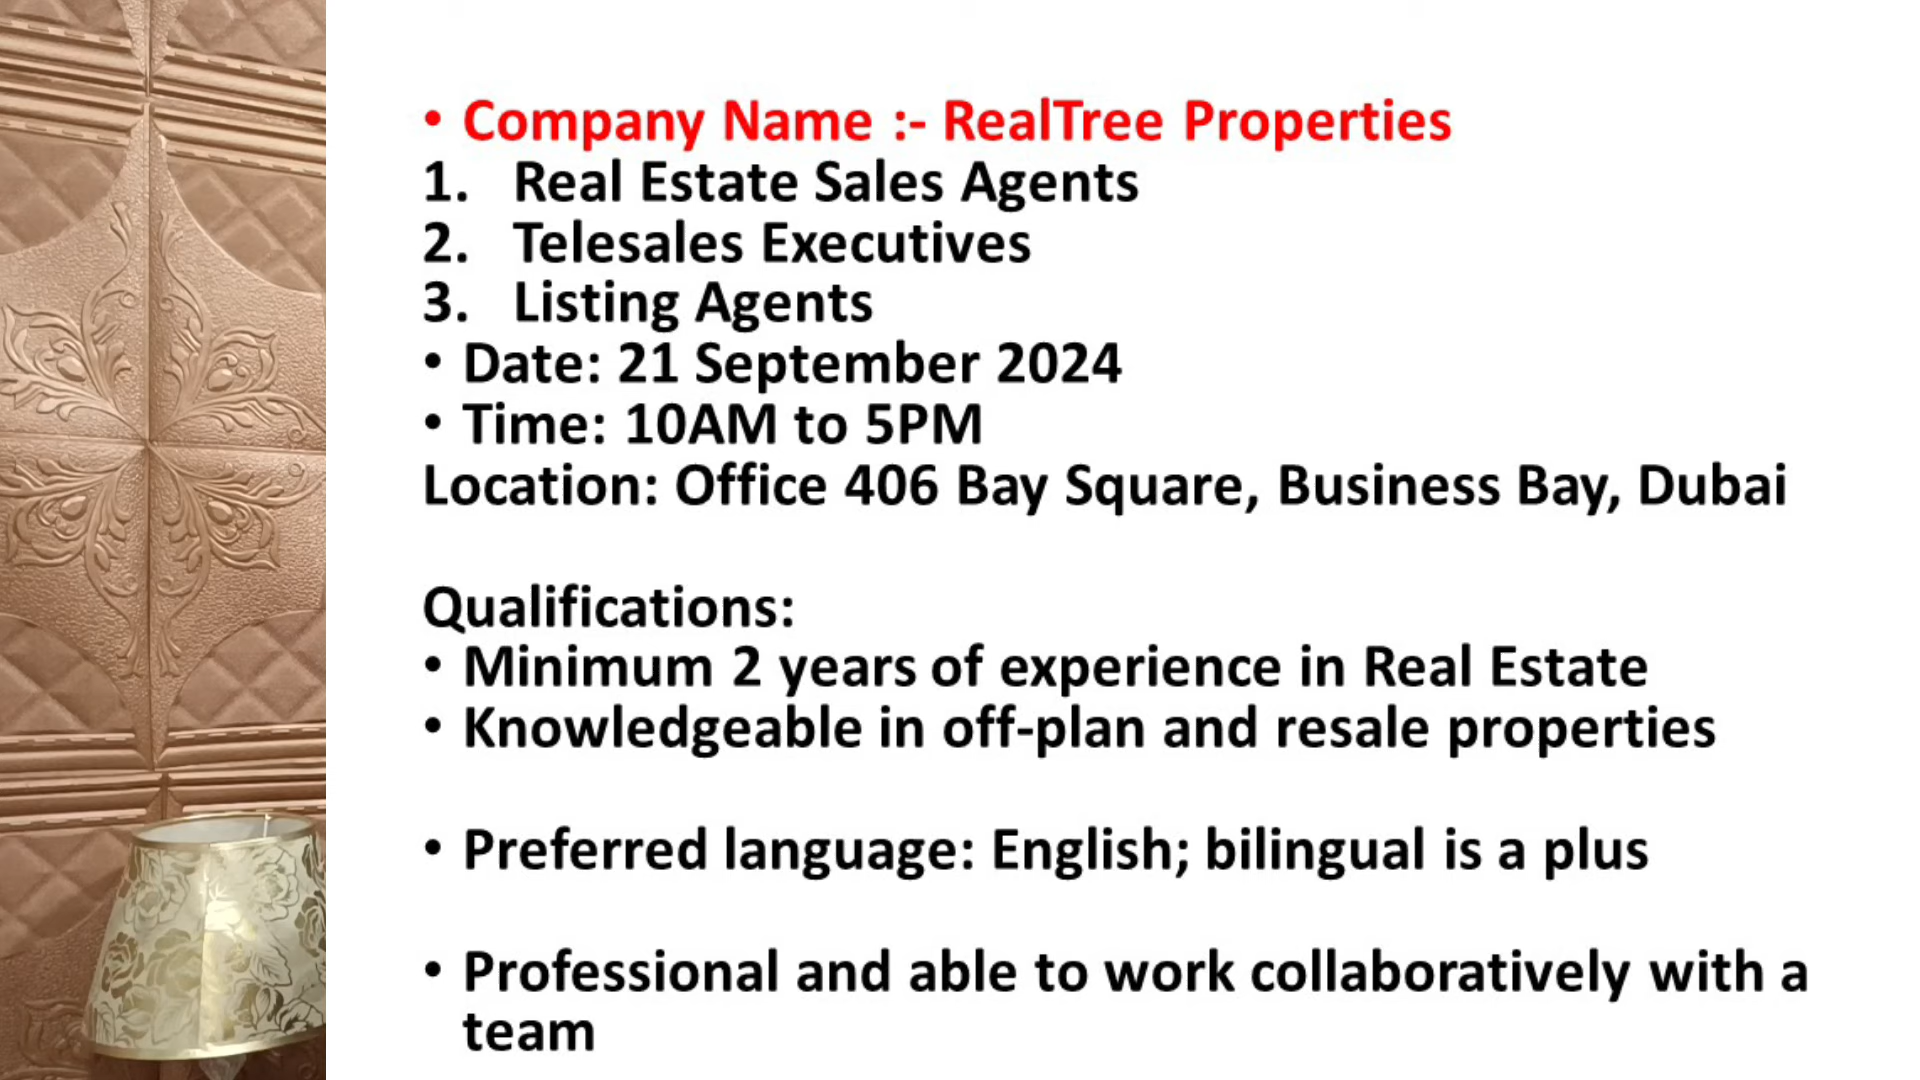 • Company Name :- RealTree Properties
1. Real Estate Sales Agents
2. Telesales Executives
3. Listing Agents
• Date: 21 September 2024
• Time: 10AM to 5PM
Location: Office 406 Bay Square, Business Bay, Dubai
Qualifications:
• Minimum 2 years of experience in Real Estate
• Knowledgeable in off-plan and resale properties
• Preferred language: English; bilingual is a plus
• Professional and able to work collaboratively with a
team